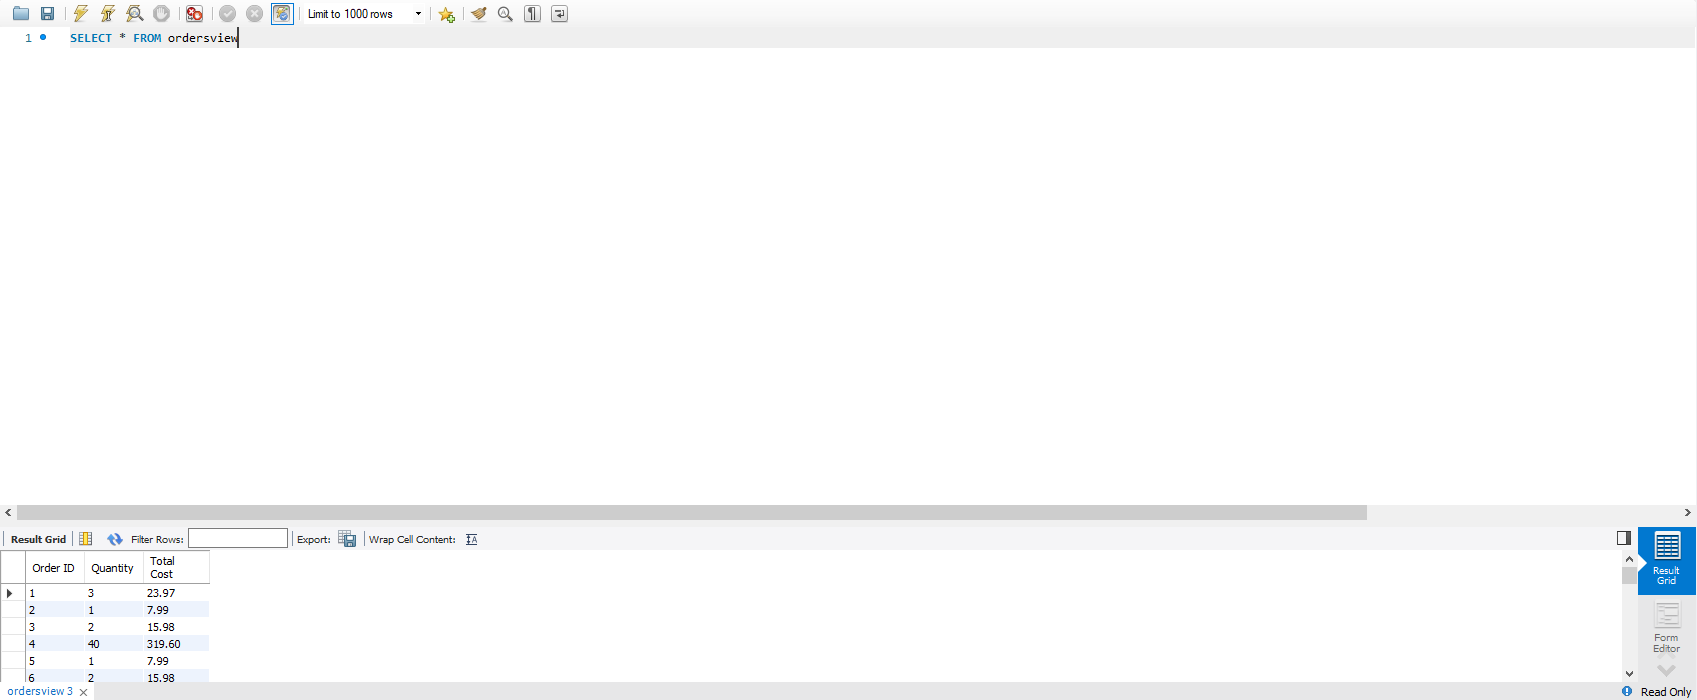 Limit to 1000 rows
1 SELECT * FROM ordersview
Result Grid Filter Rows: Export: Wrap Cell Content:
Order ID Quantity Total Cost
1 3 23.97
2 1 7.99
3 2 15.98
4 40 319.60
5 1 7.99
6 2 15.98
Result
Grid
Form
Editor
ordersview 3
Read Only